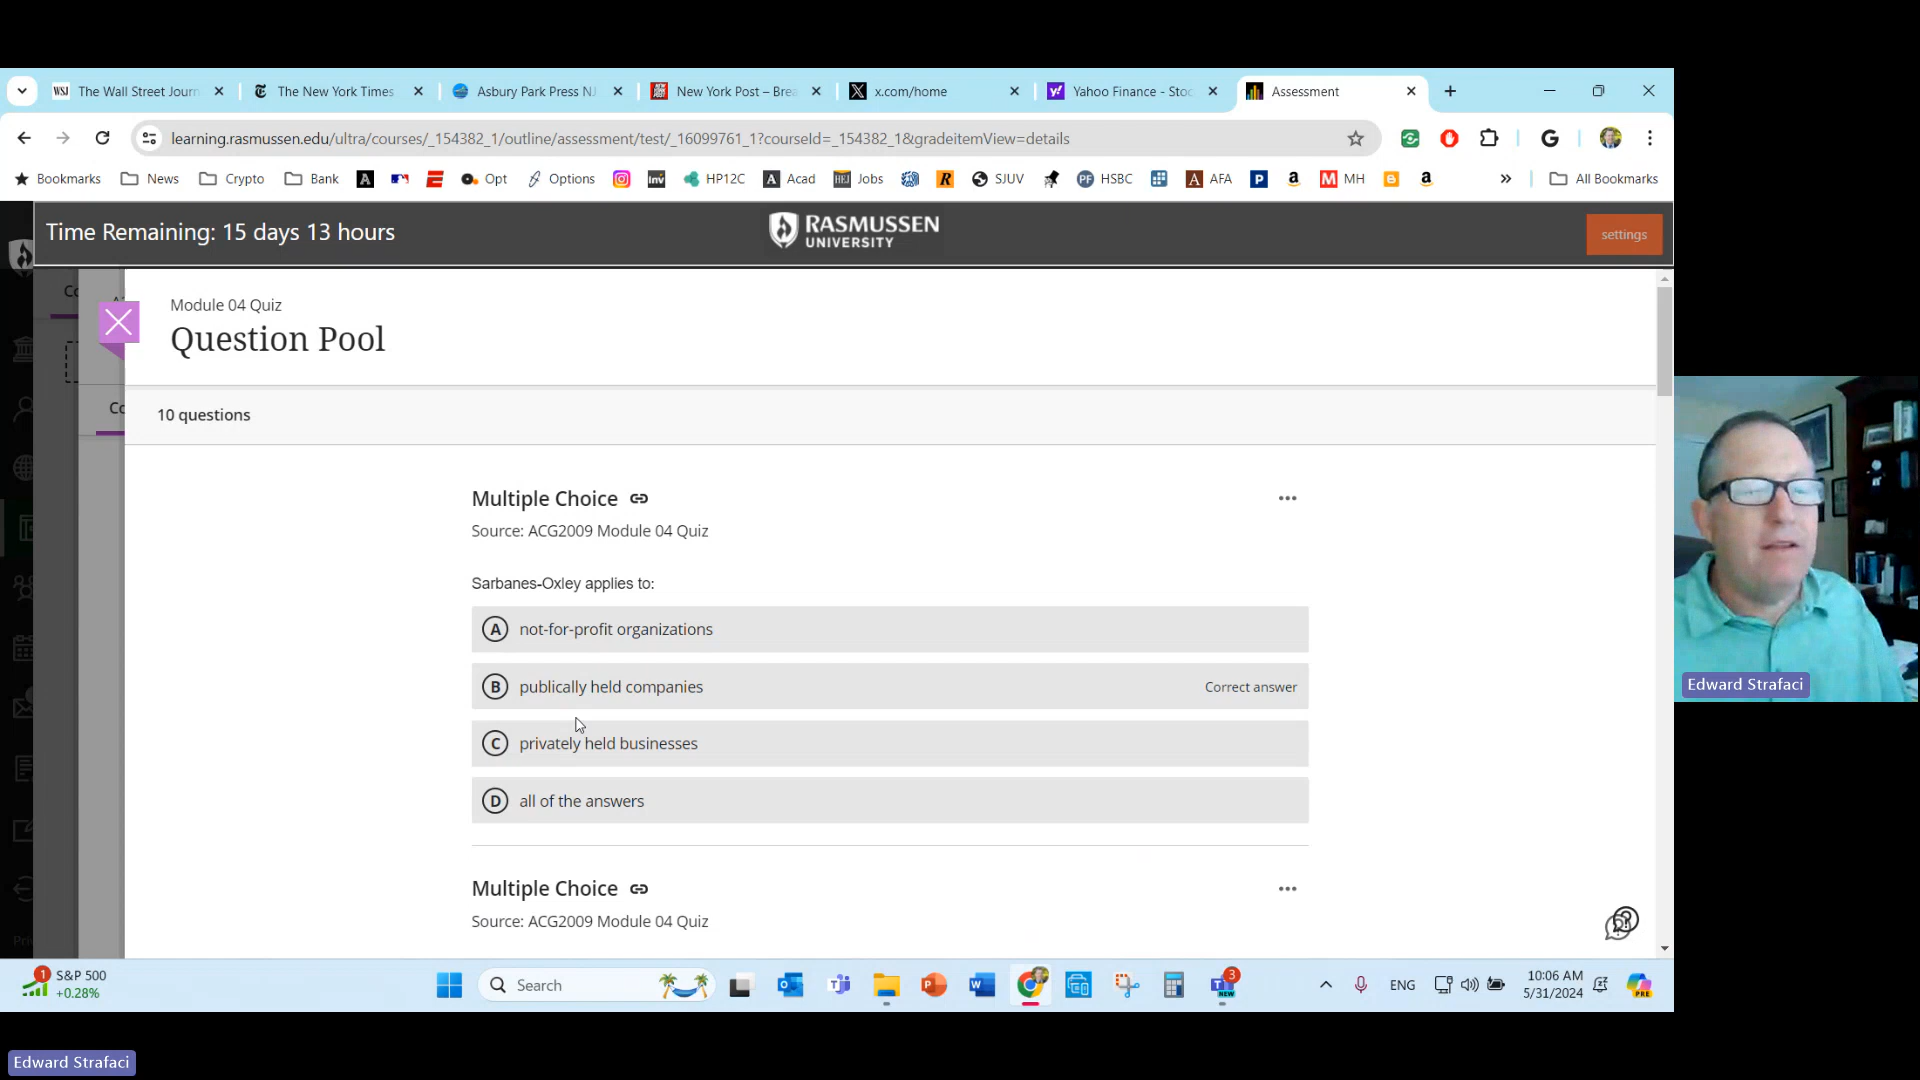 The Wall Street Journ
The New York Times
Asbury Park Press NJ
New York Post – Brea
x.com/home
Yahoo Finance - Stoc
Assessment
learning.rasmussen.edu/ultra/courses/_154382_1/outline/assessment/test/_16099761_1?courseId=_154382_1&gradeitemView=details
Bookmarks News Crypto Bank Opt Options HP12C Acad Jobs SJUV HSBC AFA MH All Bookmarks
Time Remaining: 15 days 13 hours
RASMUSSEN
UNIVERSITY
settings
Module 04 Quiz
Question Pool
10 questions
Multiple Choice
Source: ACG2009 Module 04 Quiz
Sarbanes-Oxley applies to:
A not-for-profit organizations
B publically held companies Correct answer
C privately held businesses
D all of the answers
Multiple Choice
Source: ACG2009 Module 04 Quiz
Edward Strafaci
1 S&P 500
+0.28%
Search
3
NEW
ENG
10:06 AM
5/31/2024
PRE
Edward Strafaci